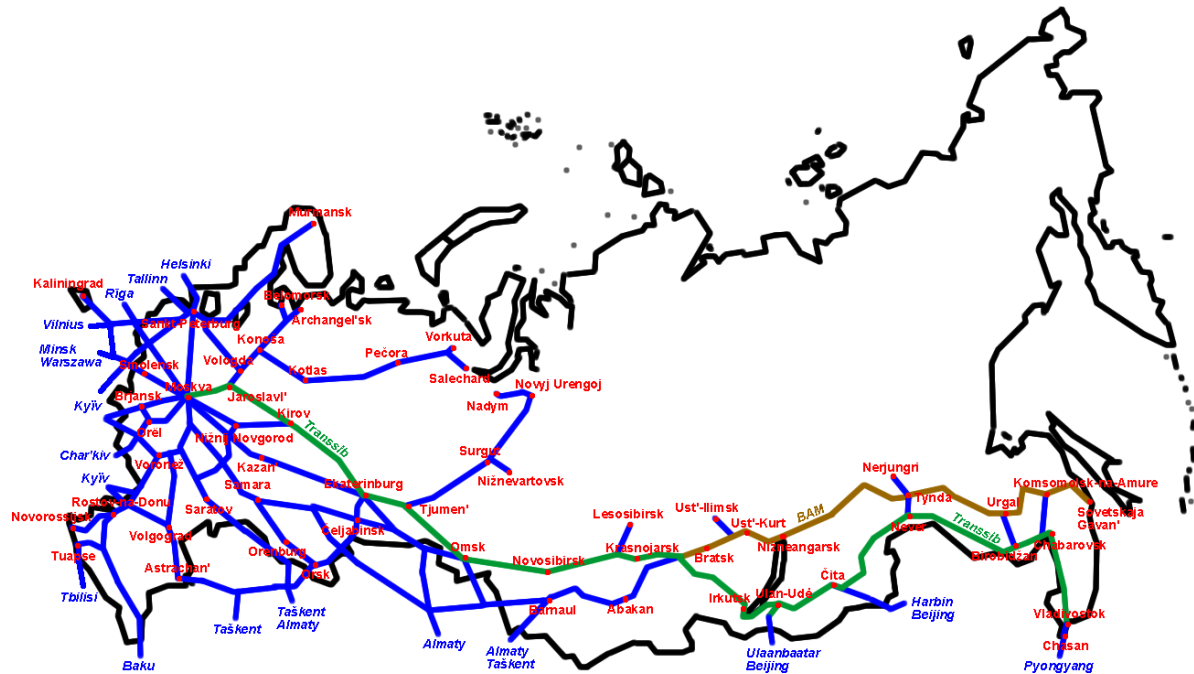 Murmansk
Helsinki
Tallinn
Kaliningrad
Rīga
Belomorsk
Archangel'sk
Vilnius
Sankt-Peterburg
Konoša
Vorkuta
Minsk
Warszawa
Smolensk
Vologda
Pečora
Kotlas
Salechard
Novyj Urengoj
Nadym
Moskva
Jaroslavl'
Brjansk
Kyïv
Kirov
Orël
Nižnij Novgorod
Transsib
Char'kiv
Voronež
Kazan'
Surgut
Nižnevartovsk
Kyïv
Samara
Ekaterinburg
Nerjungri
Komsomol'sk-na-Amure
Rostov-na-Donu
Saratov
Tjumen'
Ust'-Ilimsk
BAM
Tynda
Urgal
Sovetskaja
Gavan'
Novorossijsk
Čeljabinsk
Lesosibirsk
Ust'-Kurt
Never
Transsib
Volgograd
Tuapse
Orenburg
Omsk
Krasnojarsk
Bratsk
Nižneangarsk
Birobidžan
Chabarovsk
Astrachan'
Orsk
Novosibirsk
Čita
Tbilisi
Barnaul
Abakan
Irkutsk
Ulan-Udė
Harbin
Beijing
Taškent
Taškent
Almaty
Vladivostok
Almaty
Almaty
Taškent
Ulaanbaatar
Beijing
Chasan
Baku
Pyongyang